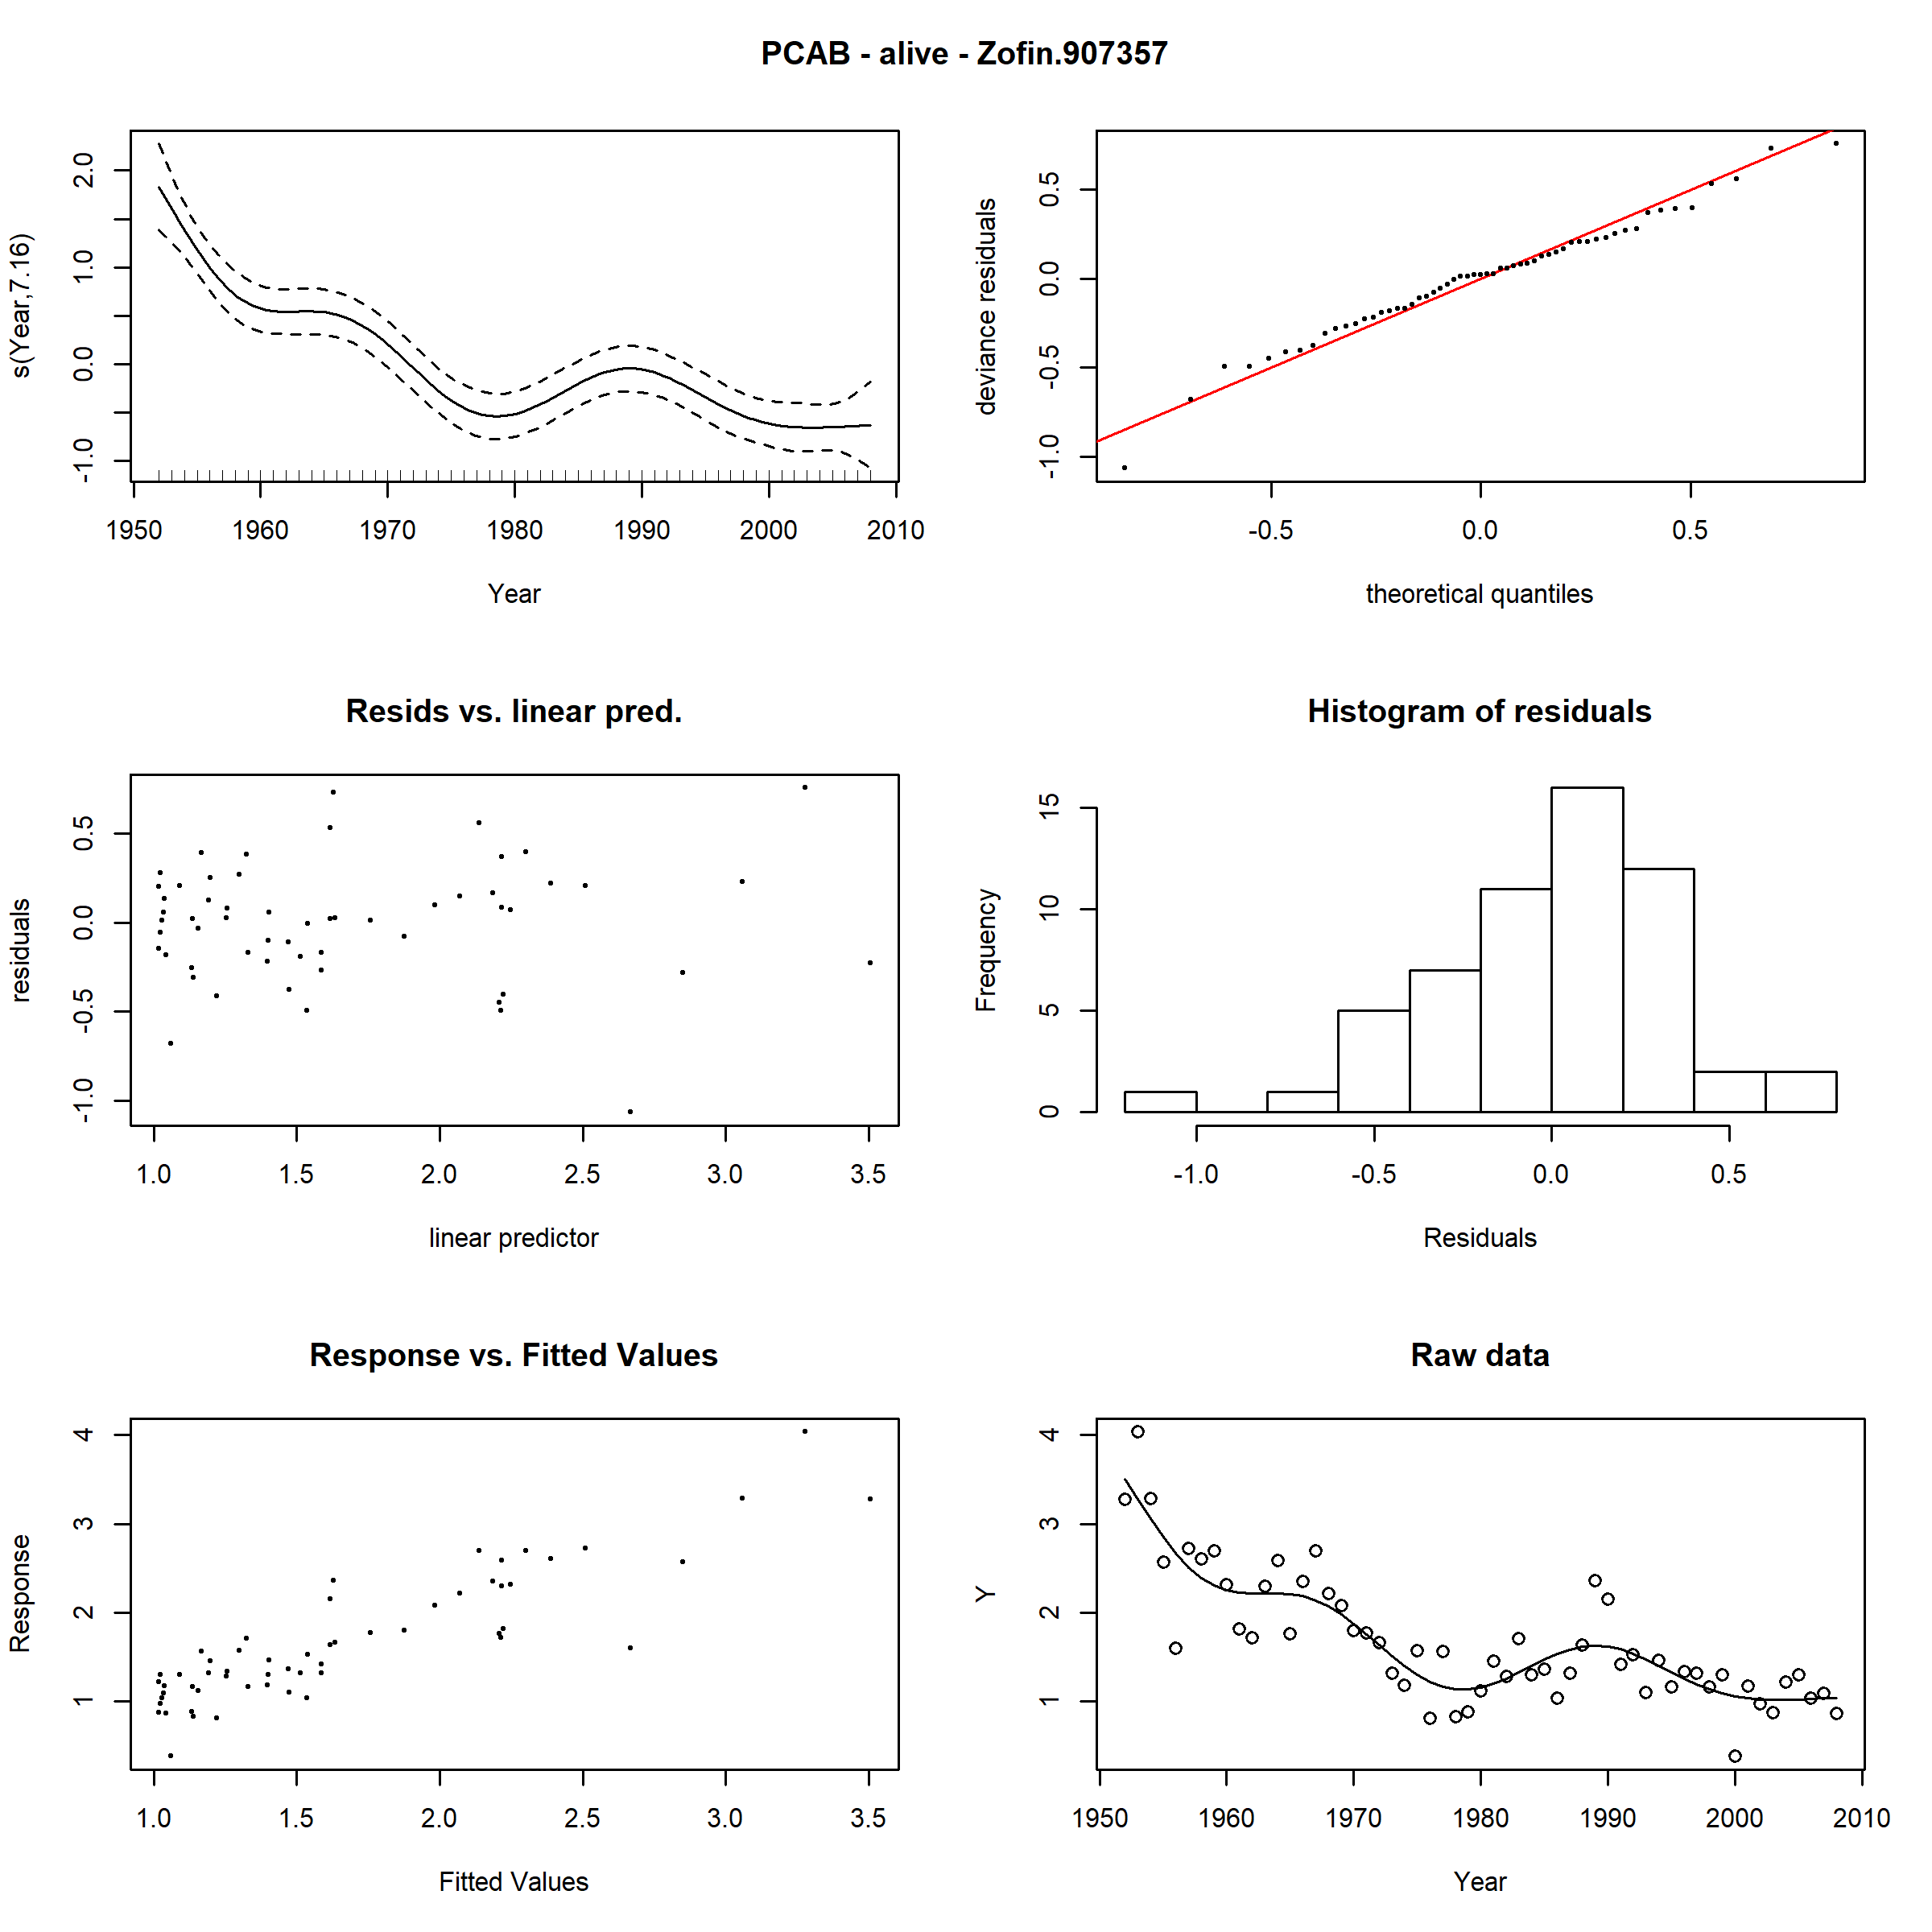 PCAB - alive - Zofin.907357
s(Year,7.16)
2.0
1.0
0.0
-1.0
1950 1960 1970 1980 1990 2000 2010
Year
deviance residuals
0.5
0.0
-0.5
-1.0
-0.5 0.0 0.5
theoretical quantiles
Resids vs. linear pred.
residuals
0.5
0.0
-0.5
-1.0
1.0 1.5 2.0 2.5 3.0 3.5
linear predictor
Histogram of residuals
Frequency
15
10
5
0
-1.0 -0.5 0.0 0.5
Residuals
Response vs. Fitted Values
Response
4
3
2
1
1.0 1.5 2.0 2.5 3.0 3.5
Fitted Values
Raw data
Y
4
3
2
1
1950 1960 1970 1980 1990 2000 2010
Year